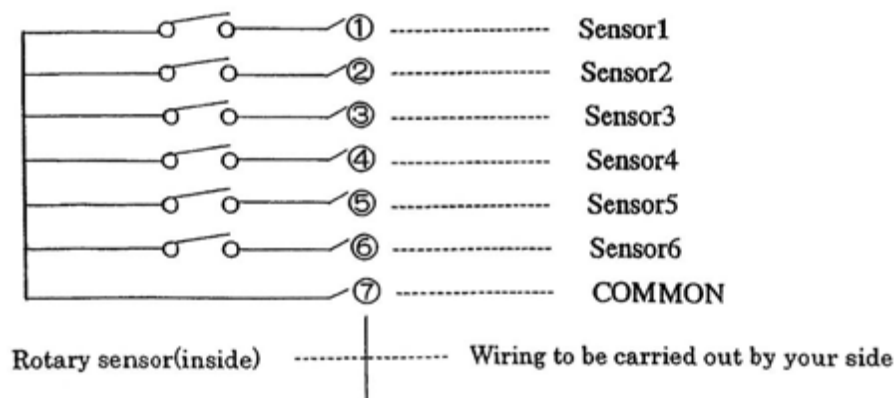 ① Sensor1
② Sensor2
③ Sensor3
④ Sensor4
⑤ Sensor5
⑥ Sensor6
⑦ COMMON
Rotary sensor(inside) Wiring to be carried out by your side